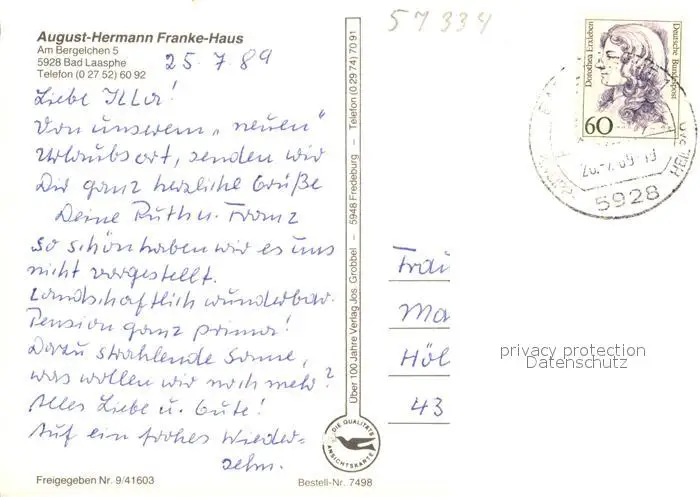 August-Hermann Franke-Haus
Am Bergelchen 5
5928 Bad Laasphe
Telefon (0 27 52) 60 92
25.7.89
Liebe Illa!
Von unserem „neuen"
Urlaubsort, senden wir
Dir ganz herzliche Grüße
Deine Ruth u. Franz
So schön haben wir es uns
nicht vorgestellt.
Landschaftlich wunderbar.
Pension ganz prima!
Dazu strahlende Sonne,
was wollen wir noch mehr?
Alles Liebe u. Gute!
Auf ein frohes Wieder-
sehn.
Freigegeben Nr. 9/41603
Bestell-Nr. 7498
Über 100 Jahre Verlag Jos. Grobbel – 5948 Fredeburg – Telefon (0 29 74) 70 91
DIE QUALITÄTS
ANSICHTSKARTE
57334
Dorothea Erxleben
Deutsche Bundespost
60
5928
Frau
Ma
Höl
43
privacy protection
Datenschutz